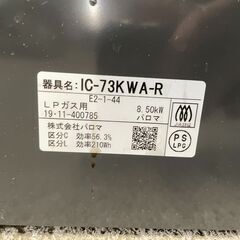 器具名: IC-73KWA-R
E2-1-44
LPガス用 8.50kW
19・11-400785 パロマ
株式会社パロマ
区分C 効率56.3%
区分L 効率210Wh
PS
LPG